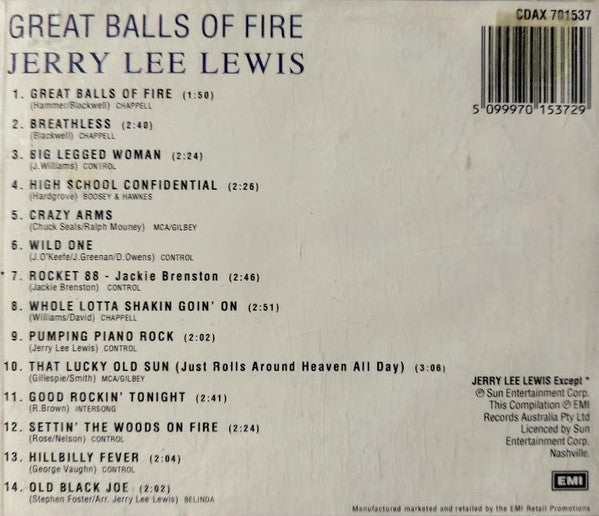 GREAT BALLS OF FIRE
JERRY LEE LEWIS
CDAX 701537
5 099970 153729
1. GREAT BALLS OF FIRE (1:50)
(Hammer/Blackwell) CHAPPELL
2. BREATHLESS (2:40)
(Blackwell) CHAPPELL
3. BIG LEGGED WOMAN (2:24)
(J.Williams) CONTROL
4. HIGH SCHOOL CONFIDENTIAL (2:26)
(Hardgrove) BOOSEY & HAWKES
5. CRAZY ARMS
(Chuck Seals/Ralph Mouney) MCA/GILBEY
6. WILD ONE
(J.O'Keefe/J.Greenan/D.Owens) CONTROL
* 7. ROCKET 88 - Jackie Brenston (2:46)
(Jackie Brenston) CONTROL
8. WHOLE LOTTA SHAKIN GOIN' ON (2:51)
(Williams/David) CHAPPELL
9. PUMPING PIANO ROCK (2:02)
(Jerry Lee Lewis) CONTROL
10. THAT LUCKY OLD SUN (Just Rolls Around Heaven All Day) (3:06)
(Gillespie/Smith) MCA/GILBEY
11. GOOD ROCKIN' TONIGHT (2:41)
(R.Brown) INTERSONG
12. SETTIN' THE WOODS ON FIRE (2:24)
(Rose/Nelson) CONTROL
13. HILLBILLY FEVER (2:04)
(George Vaughn) CONTROL
14. OLD BLACK JOE (2:02)
(Stephen Foster/Arr. Jerry Lee Lewis) BELINDA
JERRY LEE LEWIS Except *
℗ Sun Entertainment Corp.
This Compilation ℗ EMI
Records Australia Pty Ltd
Licenced by Sun
Entertainment Corp.
Nashville.
EMI
Manufactured marketed and retailed by the EMI Retail Promotions